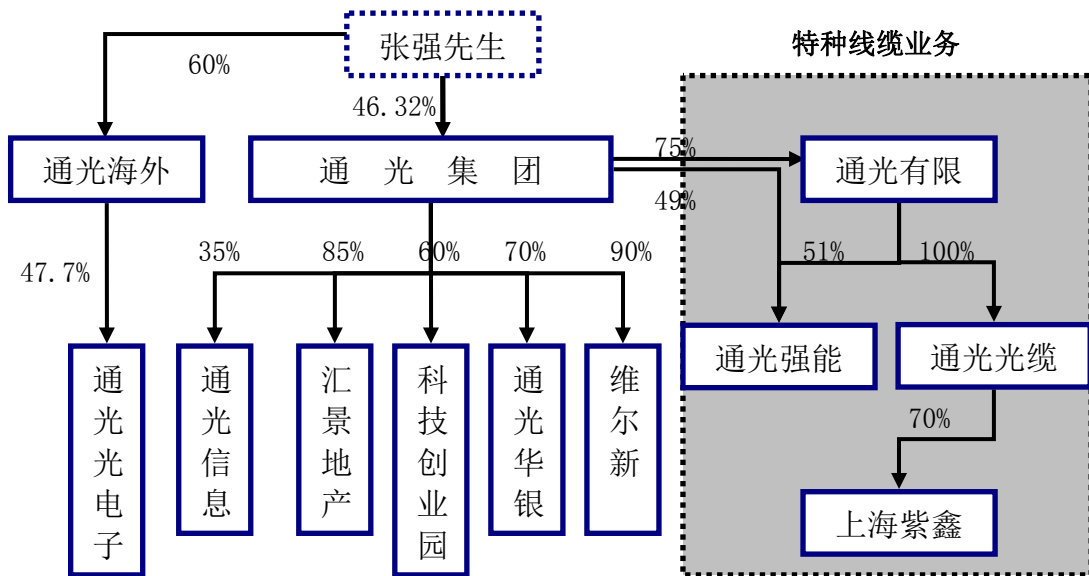 张强先生
特种线缆业务
60%
46.32%
通光海外
通光集团
75%
49%
通光有限
47.7%
35%
85%
60%
70%
90%
51%
100%
通光光电子
通光信息
汇景地产
科技创业园
通光华银
维尔新
通光强能
通光光缆
70%
上海紫鑫